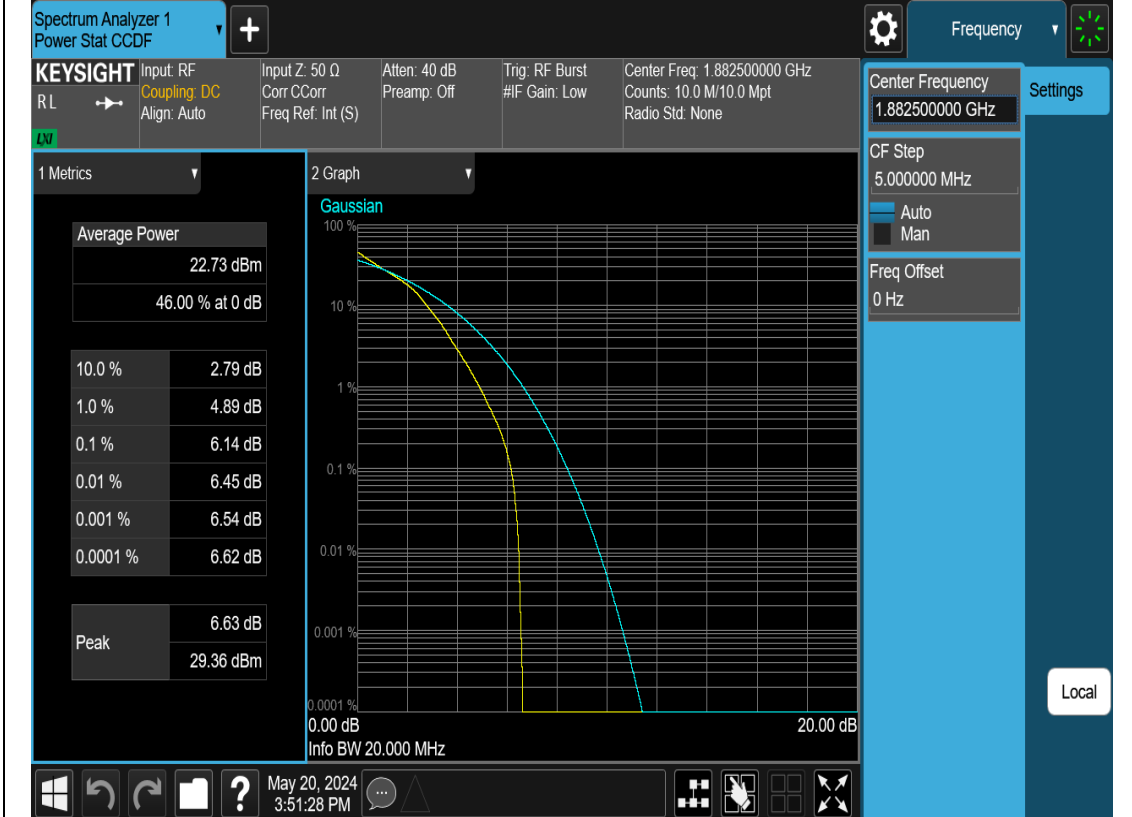 Spectrum Analyzer 1
Power Stat CCDF
Frequency
KEYSIGHT
RL
LXI
Input: RF
Coupling: DC
Align: Auto
Input Z: 50 Ω
Corr CCorr
Freq Ref: Int (S)
Atten: 40 dB
Preamp: Off
Trig: RF Burst
#IF Gain: Low
Center Freq: 1.882500000 GHz
Counts: 10.0 M/10.0 Mpt
Radio Std: None
1 Metrics
Average Power
22.73 dBm
46.00 % at 0 dB
10.0 % 2.79 dB
1.0 % 4.89 dB
0.1 % 6.14 dB
0.01 % 6.45 dB
0.001 % 6.54 dB
0.0001 % 6.62 dB
Peak
6.63 dB
29.36 dBm
2 Graph
Gaussian
100 %
10 %
1 %
0.1 %
0.01 %
0.001 %
0.0001 %
0.00 dB 20.00 dB
Info BW 20.000 MHz
Center Frequency
1.882500000 GHz
Settings
CF Step
5.000000 MHz
Auto
Man
Freq Offset
0 Hz
Local
?
May 20, 2024
3:51:28 PM